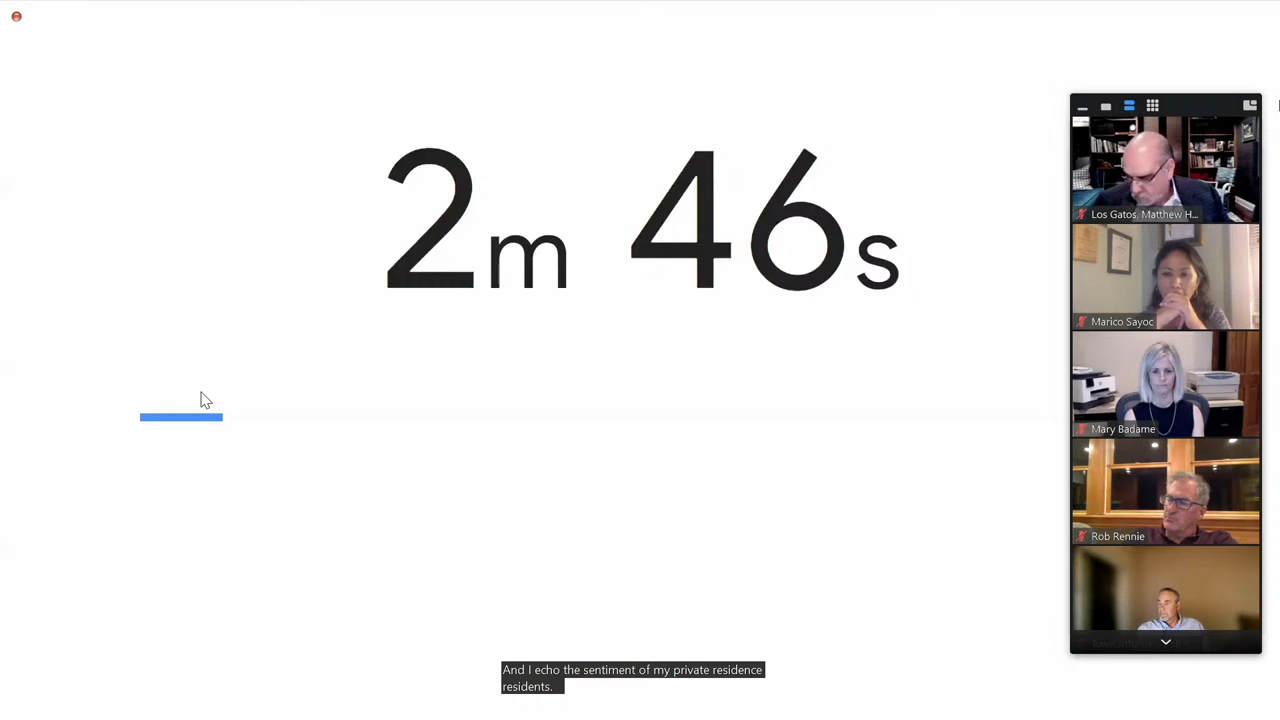 2m 46s
Los Gatos, Matthew H...
Marico Sayoc
Mary Badame
Rob Rennie
And I echo the sentiment of my private residence
residents.